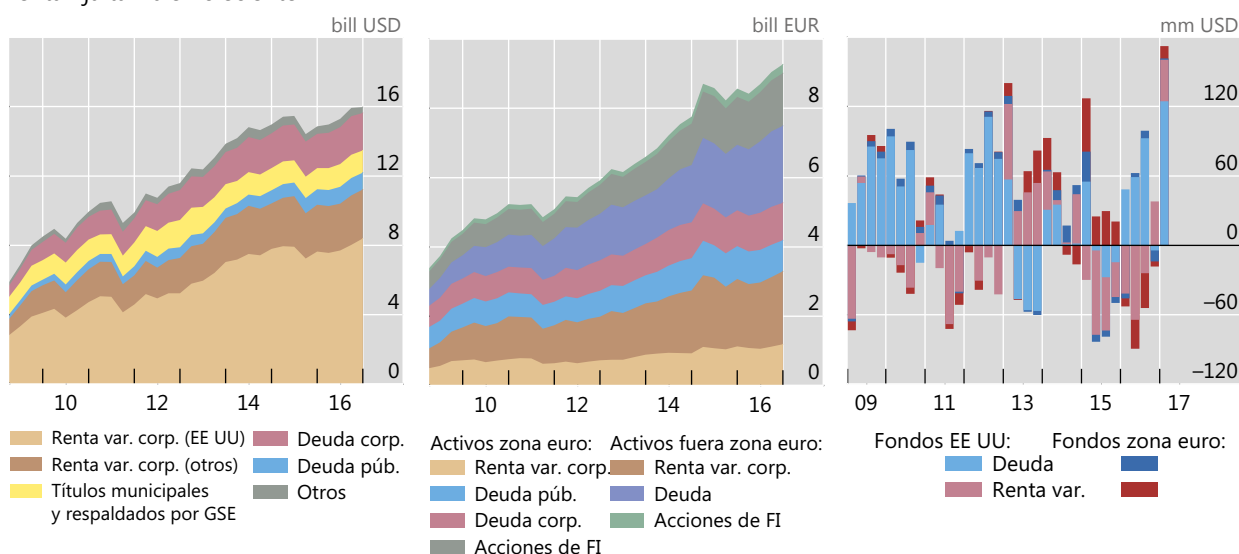 bill USD
16
12
8
4
0
10 12 14 16
Renta var. corp. (EE UU)
Renta var. corp. (otros)
Títulos municipales
y respaldados por GSE
Deuda corp.
Deuda púb.
Otros
bill EUR
8
6
4
2
0
10 12 14 16
Activos zona euro:
Renta var. corp.
Deuda púb.
Deuda corp.
Acciones de FI
Activos fuera zona euro:
Renta var. corp.
Deuda
Acciones de FI
mm USD
120
60
0
–60
–120
09 11 13 15 17
Fondos EE UU: Fondos zona euro:
Deuda
Renta var.